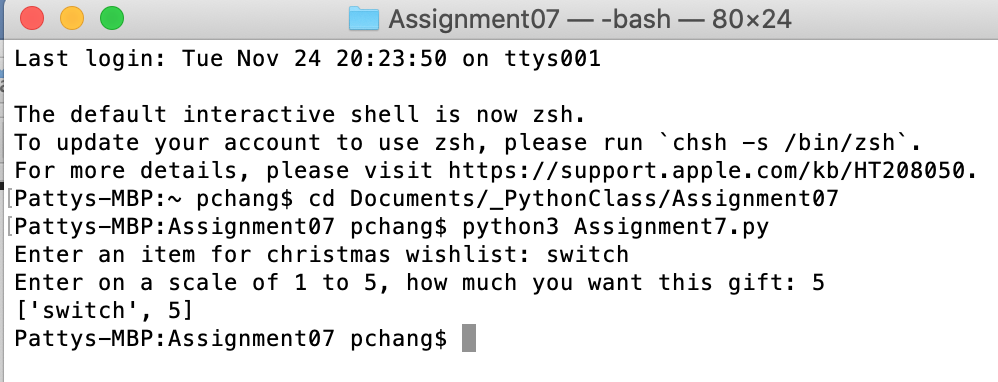 Assignment07 — -bash — 80×24
Last login: Tue Nov 24 20:23:50 on ttys001
The default interactive shell is now zsh.
To update your account to use zsh, please run `chsh -s /bin/zsh`.
For more details, please visit https://support.apple.com/kb/HT208050.
[Pattys-MBP:~ pchang$ cd Documents/_PythonClass/Assignment07
[Pattys-MBP:Assignment07 pchang$ python3 Assignment7.py
Enter an item for christmas wishlist: switch
Enter on a scale of 1 to 5, how much you want this gift: 5
['switch', 5]
Pattys-MBP:Assignment07 pchang$